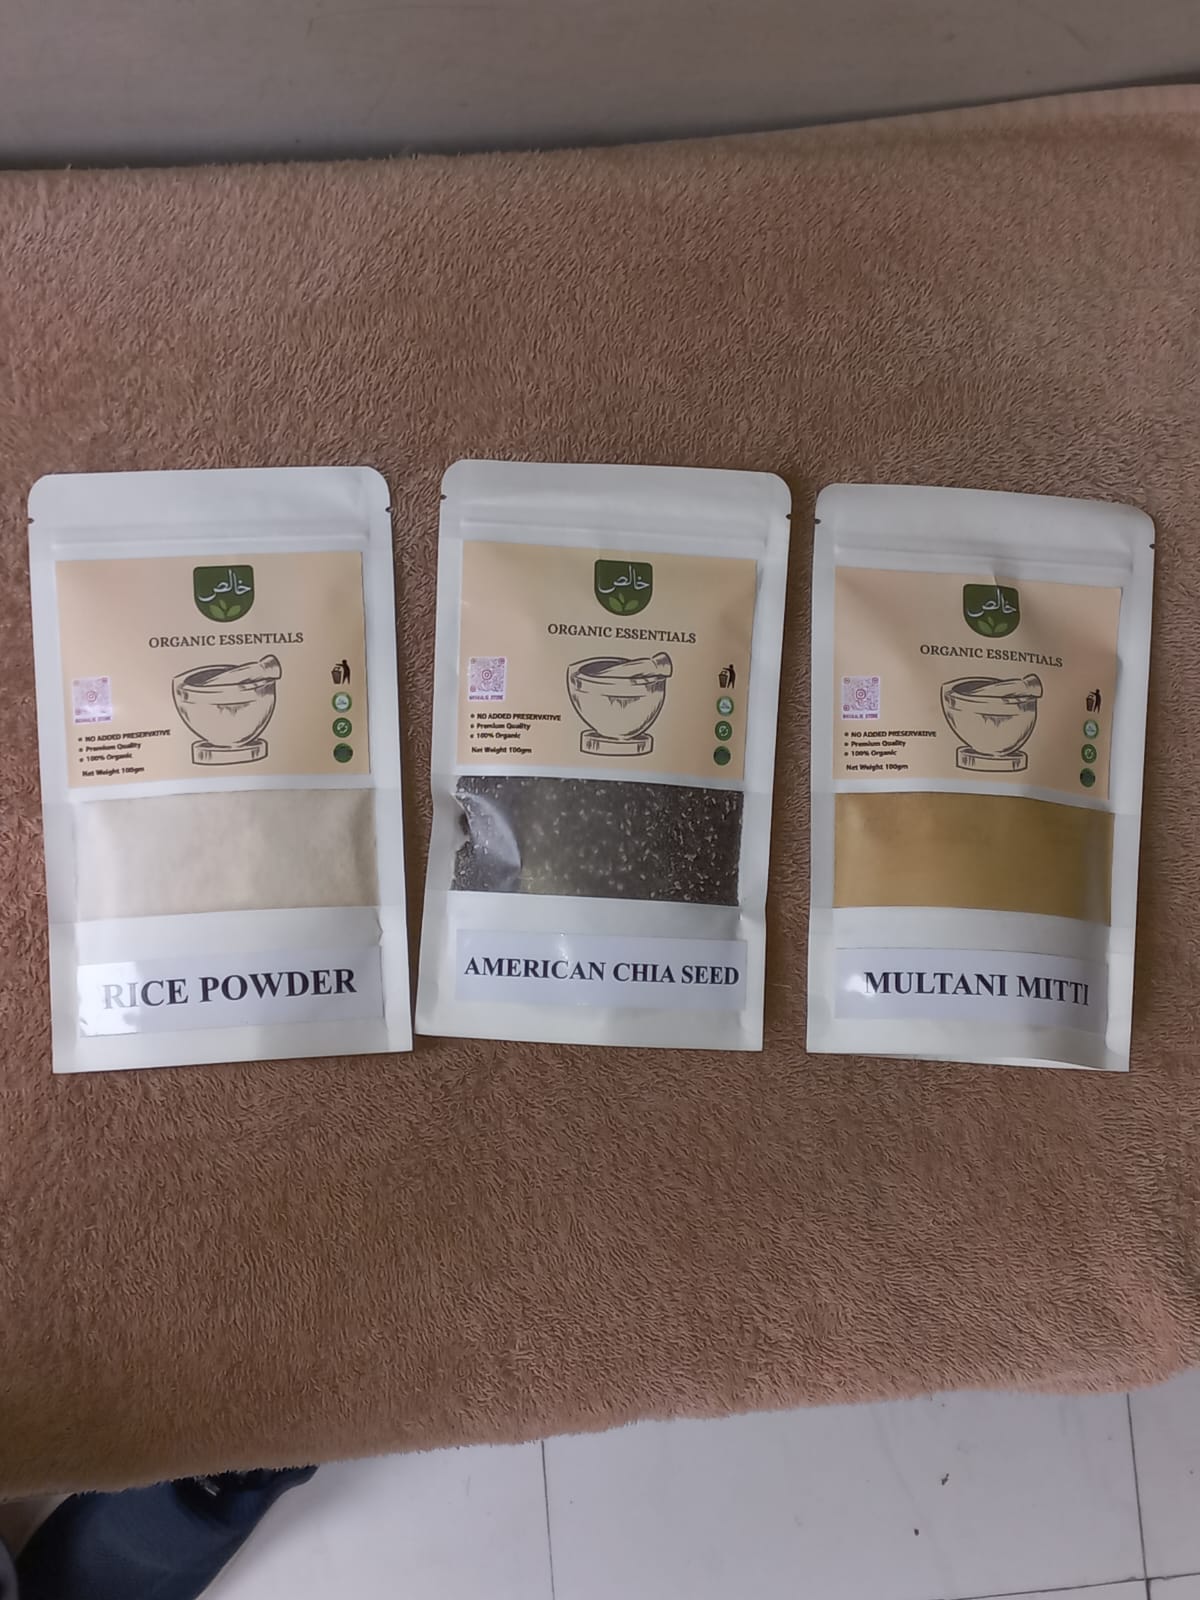 خالص
ORGANIC ESSENTIALS
NO ADDED PRESERVATIVE
Premium Quality
100% Organic
Net Weight 100gm
RICE POWDER
خالص
ORGANIC ESSENTIALS
NO ADDED PRESERVATIVE
Premium Quality
100% Organic
Net Weight 100gm
AMERICAN CHIA SEED
خالص
ORGANIC ESSENTIALS
NO ADDED PRESERVATIVE
Premium Quality
100% Organic
Net Weight 100gm
MULTANI MITTI